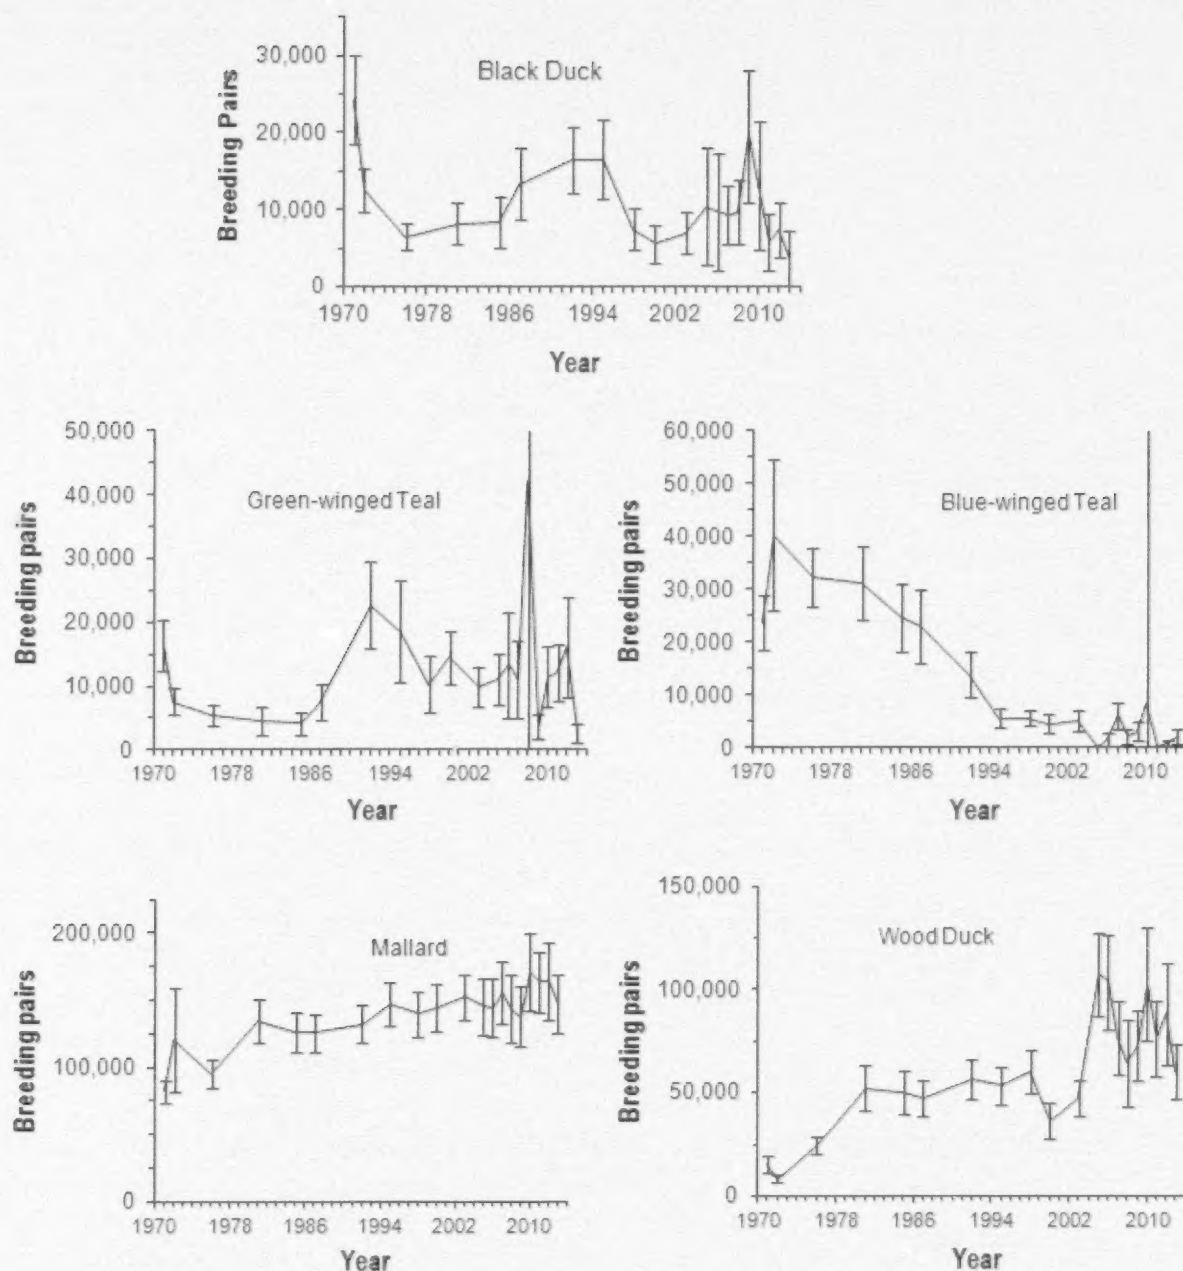 Black Duck
Breeding Pairs
30,000
20,000
10,000
0
1970 1978 1986 1994 2002 2010
Year
Green-winged Teal
Breeding pairs
50,000
40,000
30,000
20,000
10,000
0
1970 1978 1986 1994 2002 2010
Year
Blue-winged Teal
Breeding pairs
60,000
50,000
40,000
30,000
20,000
10,000
0
1970 1978 1986 1994 2002 2010
Year
Mallard
Breeding pairs
200,000
100,000
0
1970 1978 1986 1994 2002 2010
Year
Wood Duck
Breeding pairs
150,000
100,000
50,000
0
1970 1978 1986 1994 2002 2010
Year